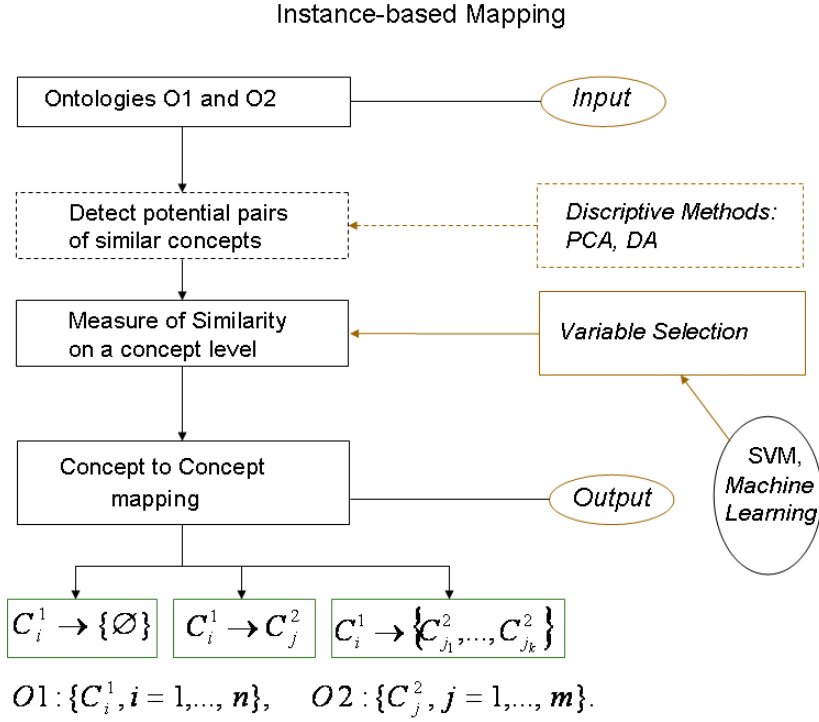 Instance-based Mapping
Ontologies O1 and O2
Input
Detect potential pairs
of similar concepts
Discriptive Methods:
PCA, DA
Measure of Similarity
on a concept level
Variable Selection
SVM,
Machine
Learning
Concept to Concept
mapping
Output
C_i^1 → {∅}
C_i^1 → C_j^2
C_i^1 → {C_{j_1}^2,..., C_{j_k}^2}
O1 : {C_i^1, i = 1,..., n},   O2 : {C_j^2, j = 1,..., m}.